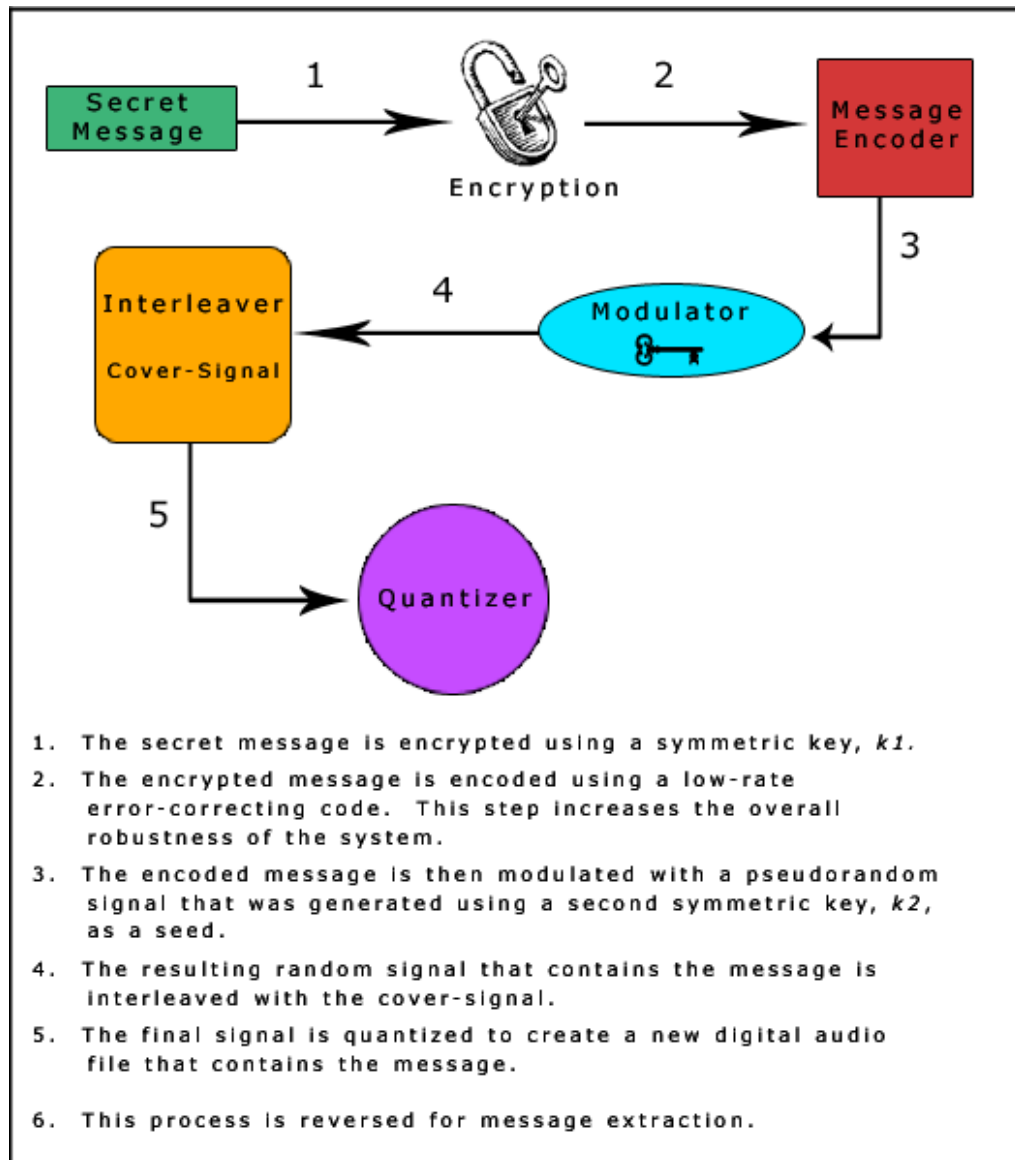 1
2
Secret
Message
Encryption
Message
Encoder
3
4
Interleaver
Cover-Signal
Modulator
5
Quantizer
1. The secret message is encrypted using a symmetric key, k1.
2. The encrypted message is encoded using a low-rate
error-correcting code. This step increases the overall
robustness of the system.
3. The encoded message is then modulated with a pseudorandom
signal that was generated using a second symmetric key, k2,
as a seed.
4. The resulting random signal that contains the message is
interleaved with the cover-signal.
5. The final signal is quantized to create a new digital audio
file that contains the message.
6. This process is reversed for message extraction.